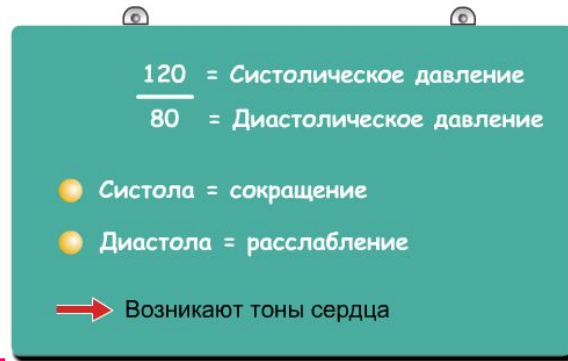 120 = Систолическое давление
80 = Диастолическое давление
Систола = сокращение
Диастола = расслабление
Возникают тоны сердца